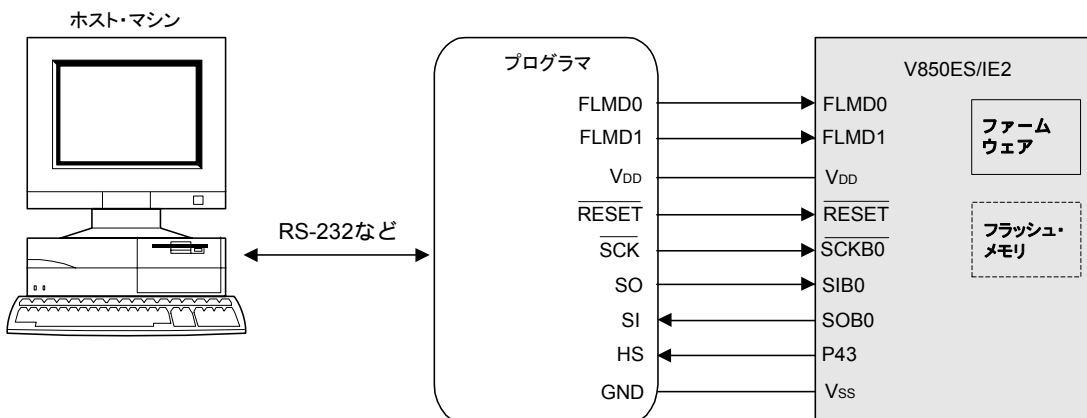 ホスト・マシン
RS-232など
プログラマ
FLMD0
FLMD1
VDD
RESET
SCK
SO
SI
HS
GND
V850ES/IE2
FLMD0
FLMD1
VDD
RESET
SCKB0
SIB0
SOB0
P43
VSS
ファーム
ウェア
フラッシュ・
メモリ